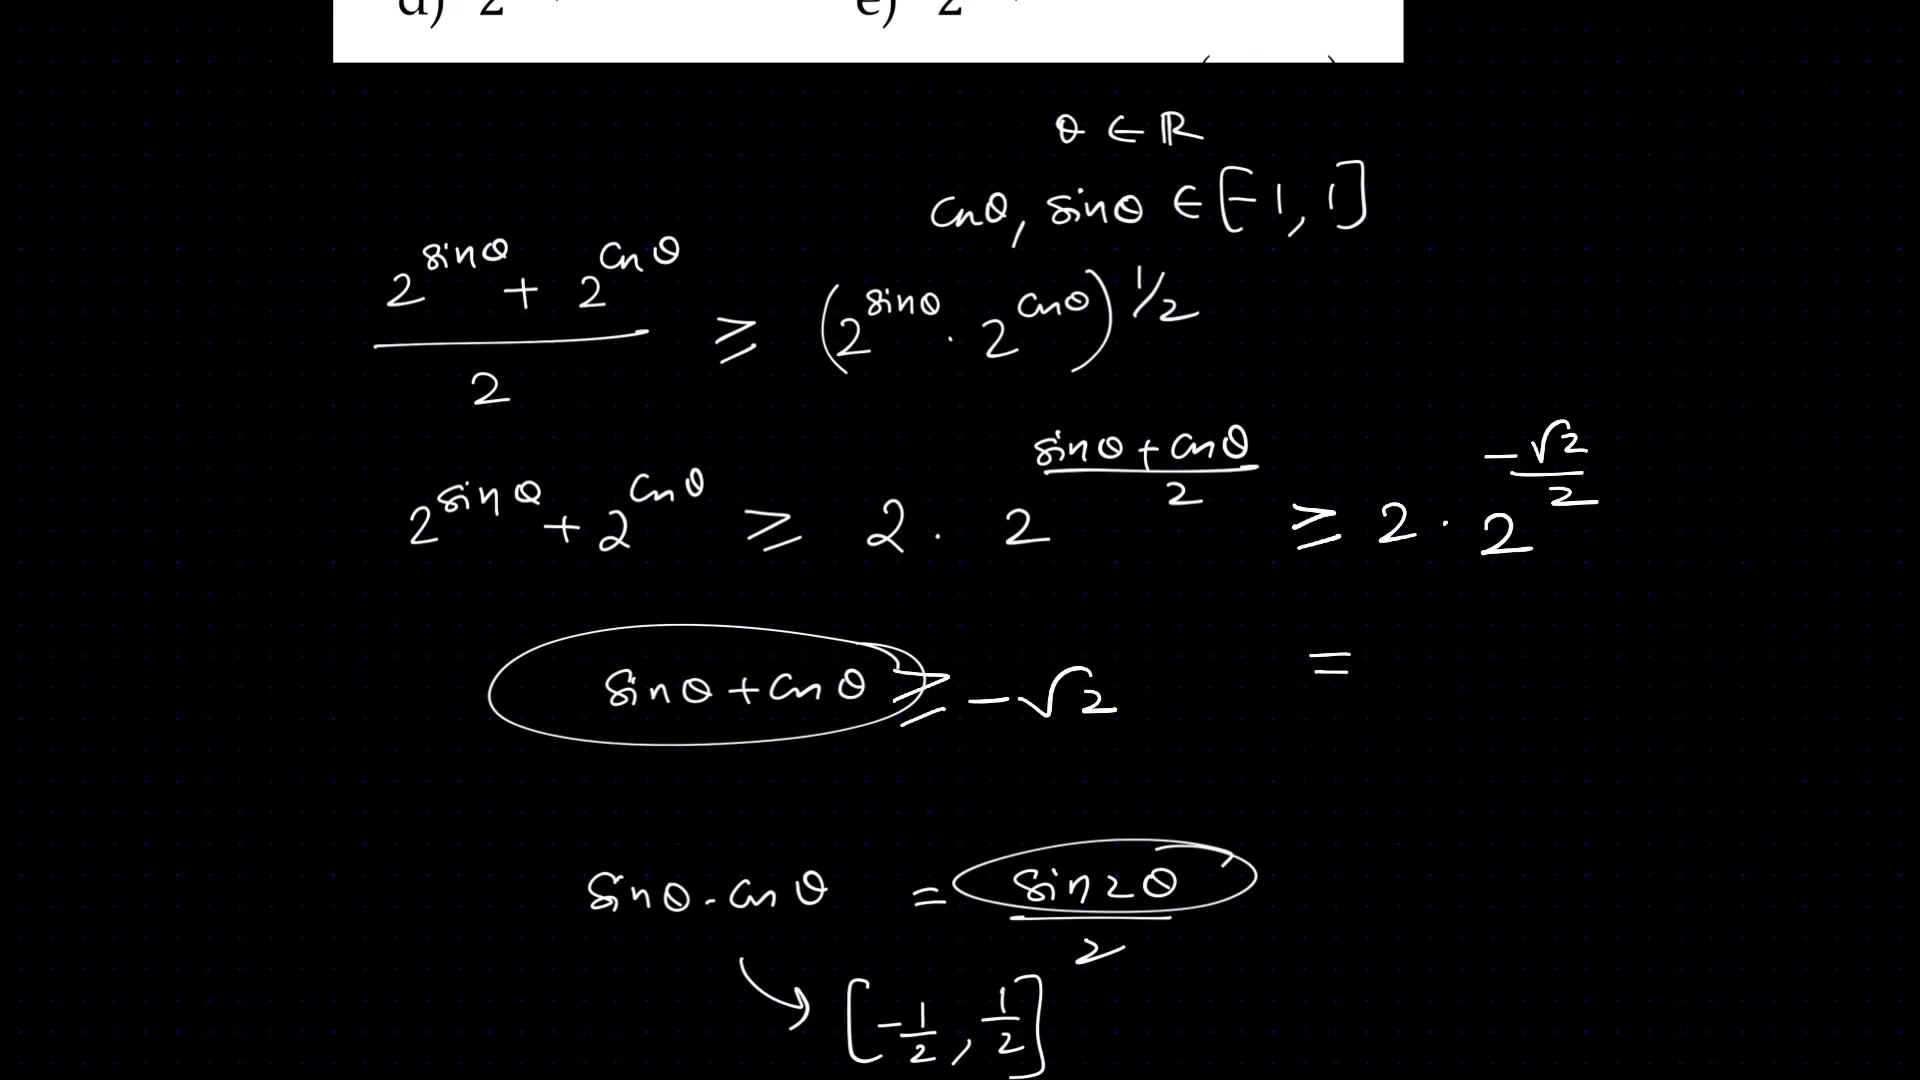 d) 2 e) 2
θ ∈ ℝ
cosθ, sinθ ∈ [-1, 1]
(2^sinθ + 2^cosθ)/2 ≥ (2^sinθ · 2^cosθ)^1/2
2^sinθ + 2^cosθ ≥ 2 · 2^((sinθ + cosθ)/2) ≥ 2 · 2^(-√2/2)
sinθ + cosθ ≥ -√2 =
sinθ · cosθ = sin2θ/2
[-1/2, 1/2]